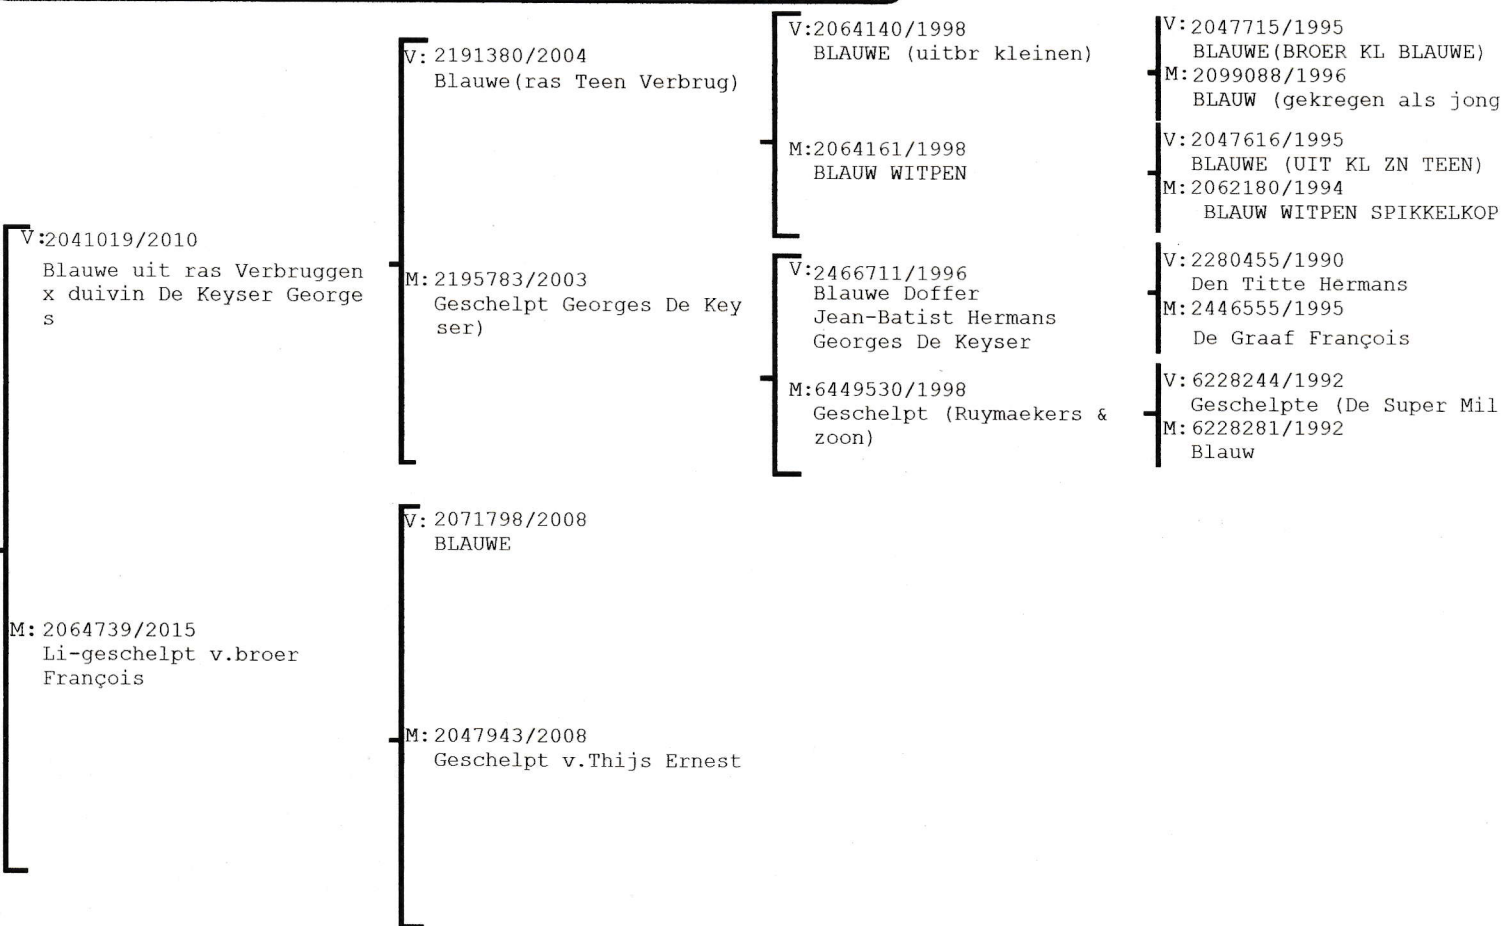 V:2041019/2010
Blauwe uit ras Verbruggen
x duivin De Keyser George
s
M: 2064739/2015
Li-geschelpt v.broer
François
V: 2191380/2004
Blauwe(ras Teen Verbrug)
M: 2195783/2003
Geschelpt Georges De Key
ser)
V: 2071798/2008
BLAUWE
M: 2047943/2008
Geschelpt v.Thijs Ernest
V:2064140/1998
BLAUWE (uitbr kleinen)
M:2064161/1998
BLAUW WITPEN
V:2466711/1996
Blauwe Doffer
Jean-Batist Hermans
Georges De Keyser
M:6449530/1998
Geschelpt (Ruymaekers &
zoon)
V:2047715/1995
BLAUWE(BROER KL BLAUWE)
M:2099088/1996
BLAUW (gekregen als jong
V:2047616/1995
BLAUWE (UIT KL ZN TEEN)
M:2062180/1994
BLAUW WITPEN SPIKKELKOP
V:2280455/1990
Den Titte Hermans
M:2446555/1995
De Graaf François
V:6228244/1992
Geschelpte (De Super Mil
M:6228281/1992
Blauw